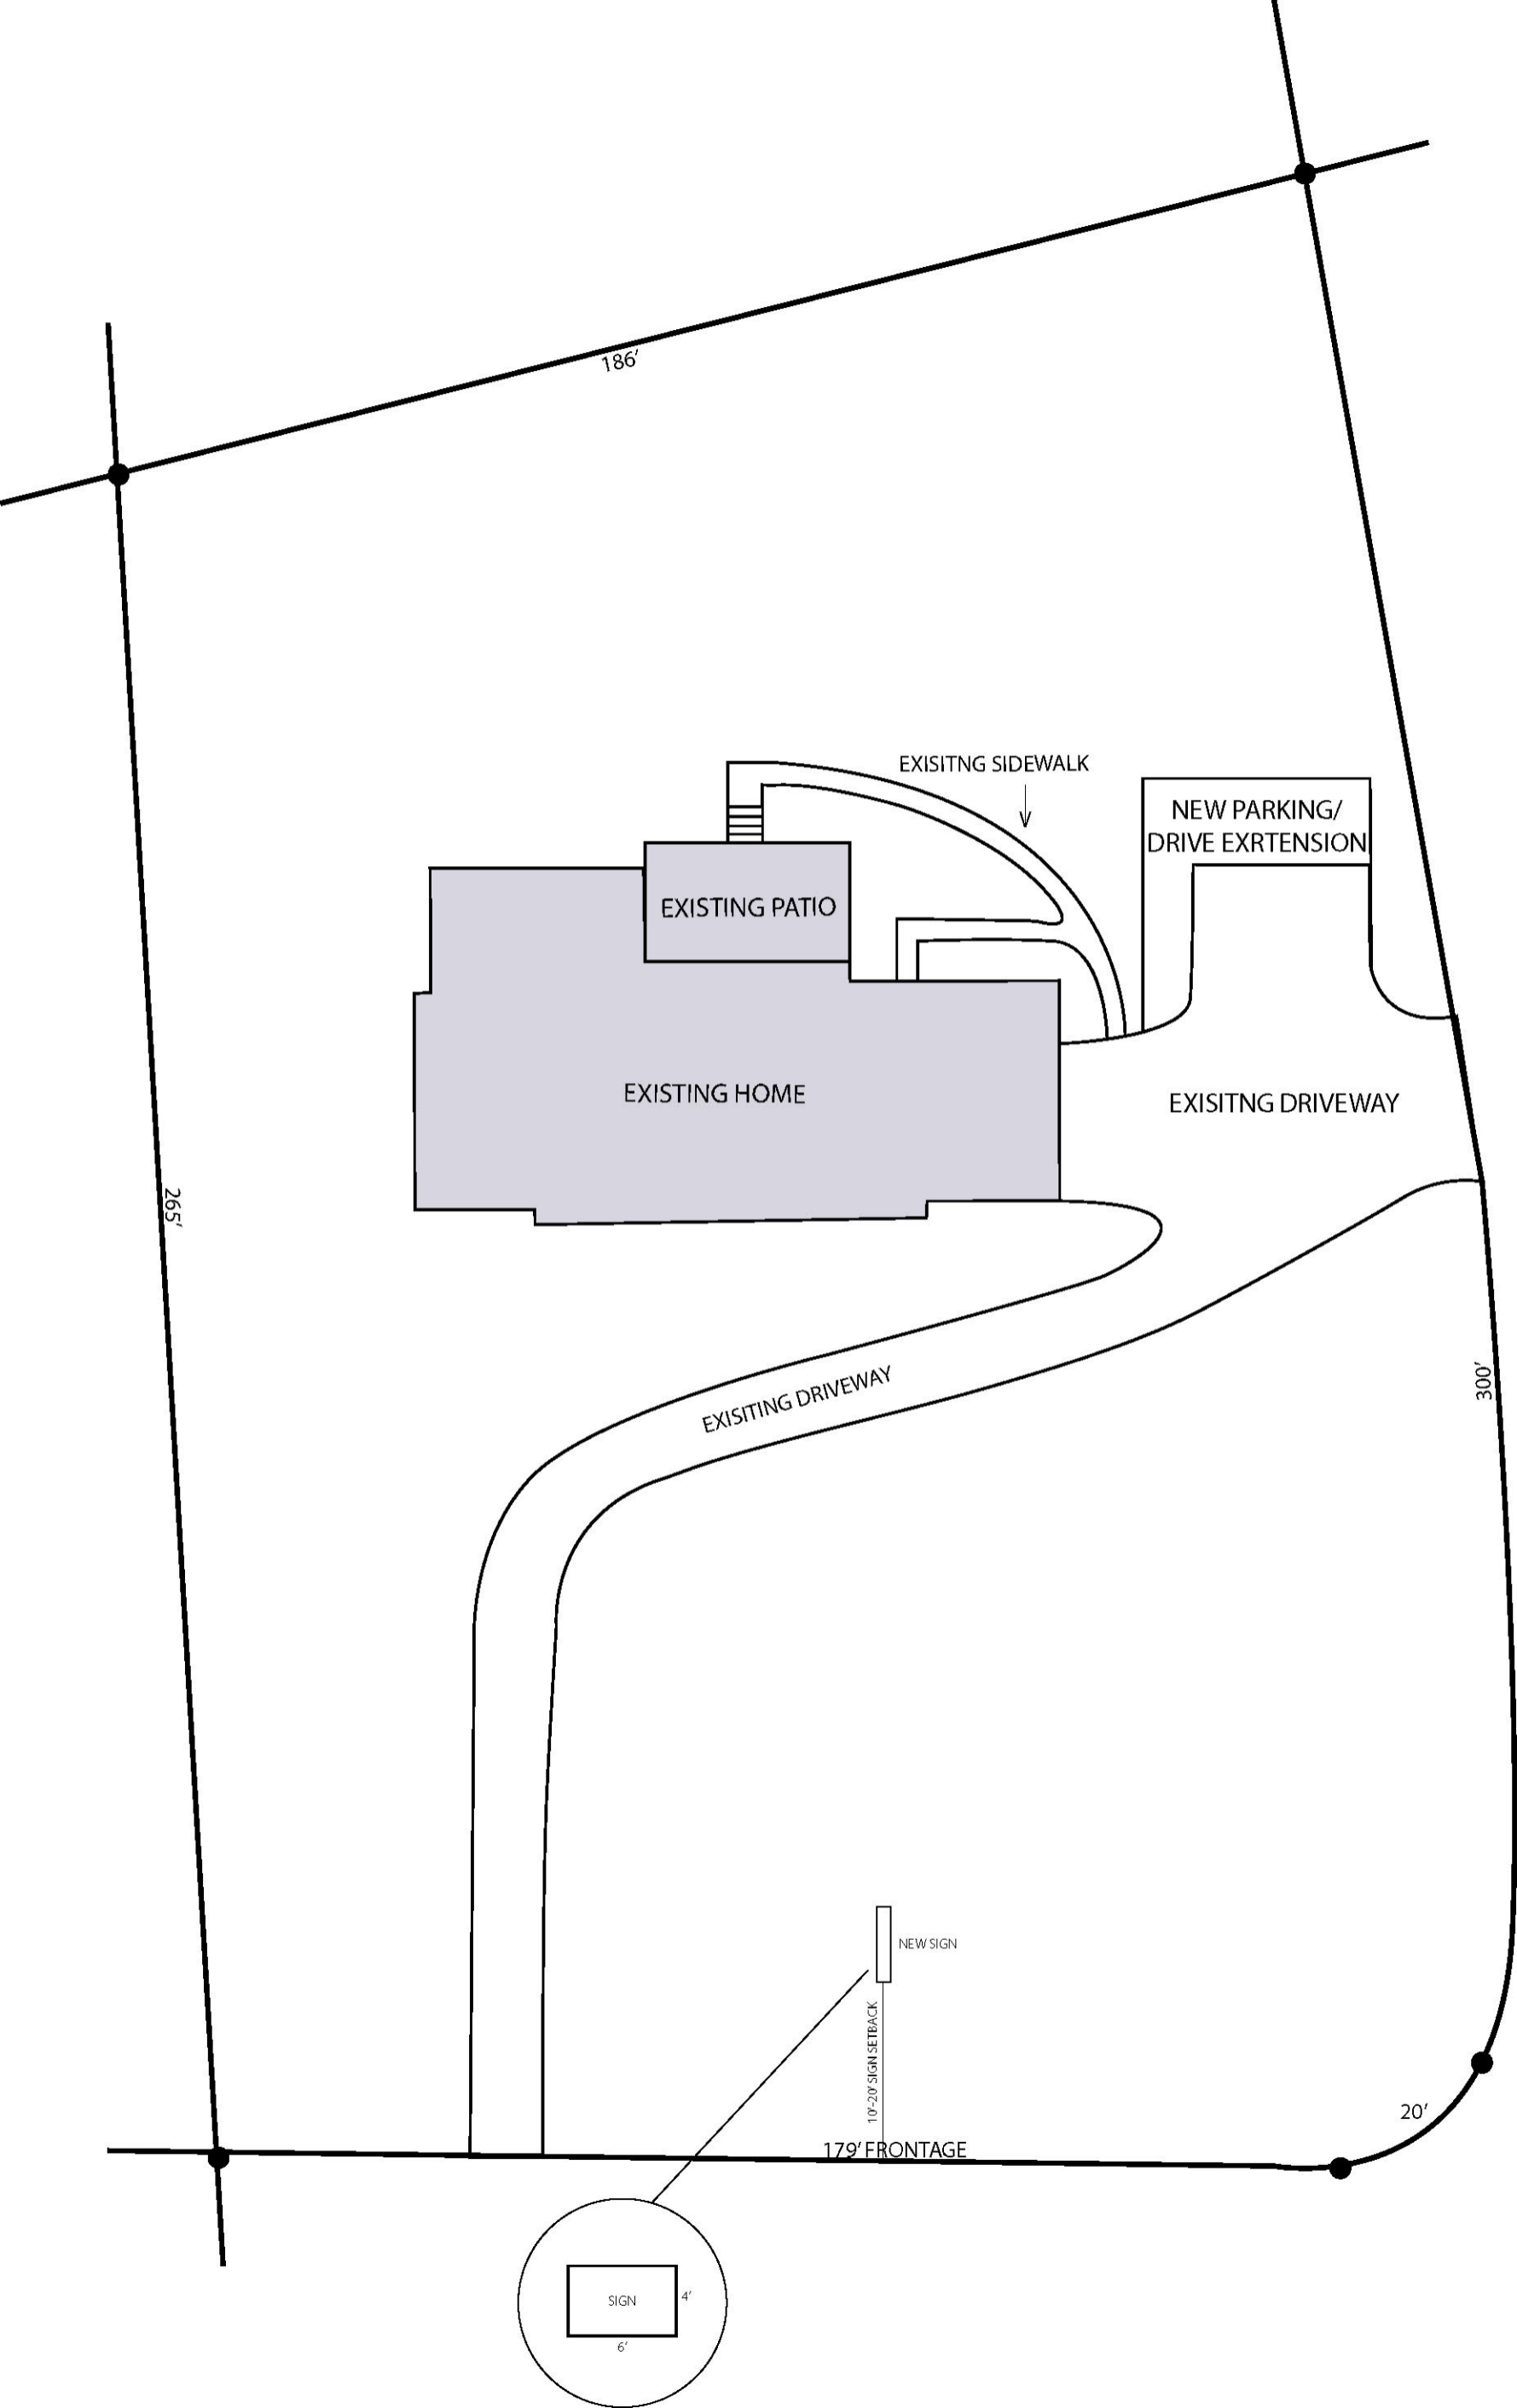 186’
EXISITNG SIDEWALK
NEW PARKING/
DRIVE EXRTENSION
EXISTING PATIO
EXISTING HOME
EXISITNG DRIVEWAY
265’
300’
EXISITING DRIVEWAY
NEW SIGN
10’-20’ SIGN SETBACK
20’
179’ FRONTAGE
SIGN
4’
6’